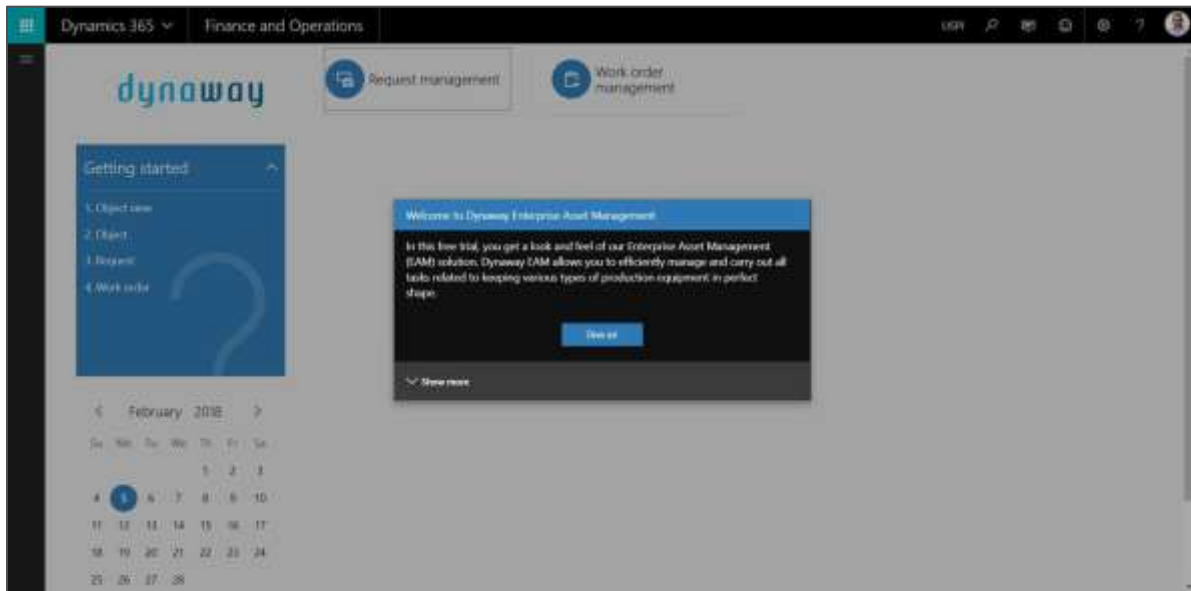 Dynamics 365
Finance and Operations
USPI
?
dynaway
Request management
Work order
management
Getting started
1. Object view
2. Object
3. Request
4. Work order
Welcome to Dynaway Enterprise Asset Management
In this free trial, you get a look and feel of our Enterprise Asset Management
(EAM) solution. Dynaway EAM allows you to efficiently manage and carry out all
tasks related to keeping various types of production equipment in perfect
shape.
Show more
February 2018
Su Mo Tu We Th Fr Sa
1 2 3
4 5 6 7 8 9 10
11 12 13 14 15 16 17
18 19 20 21 22 23 24
25 26 27 28